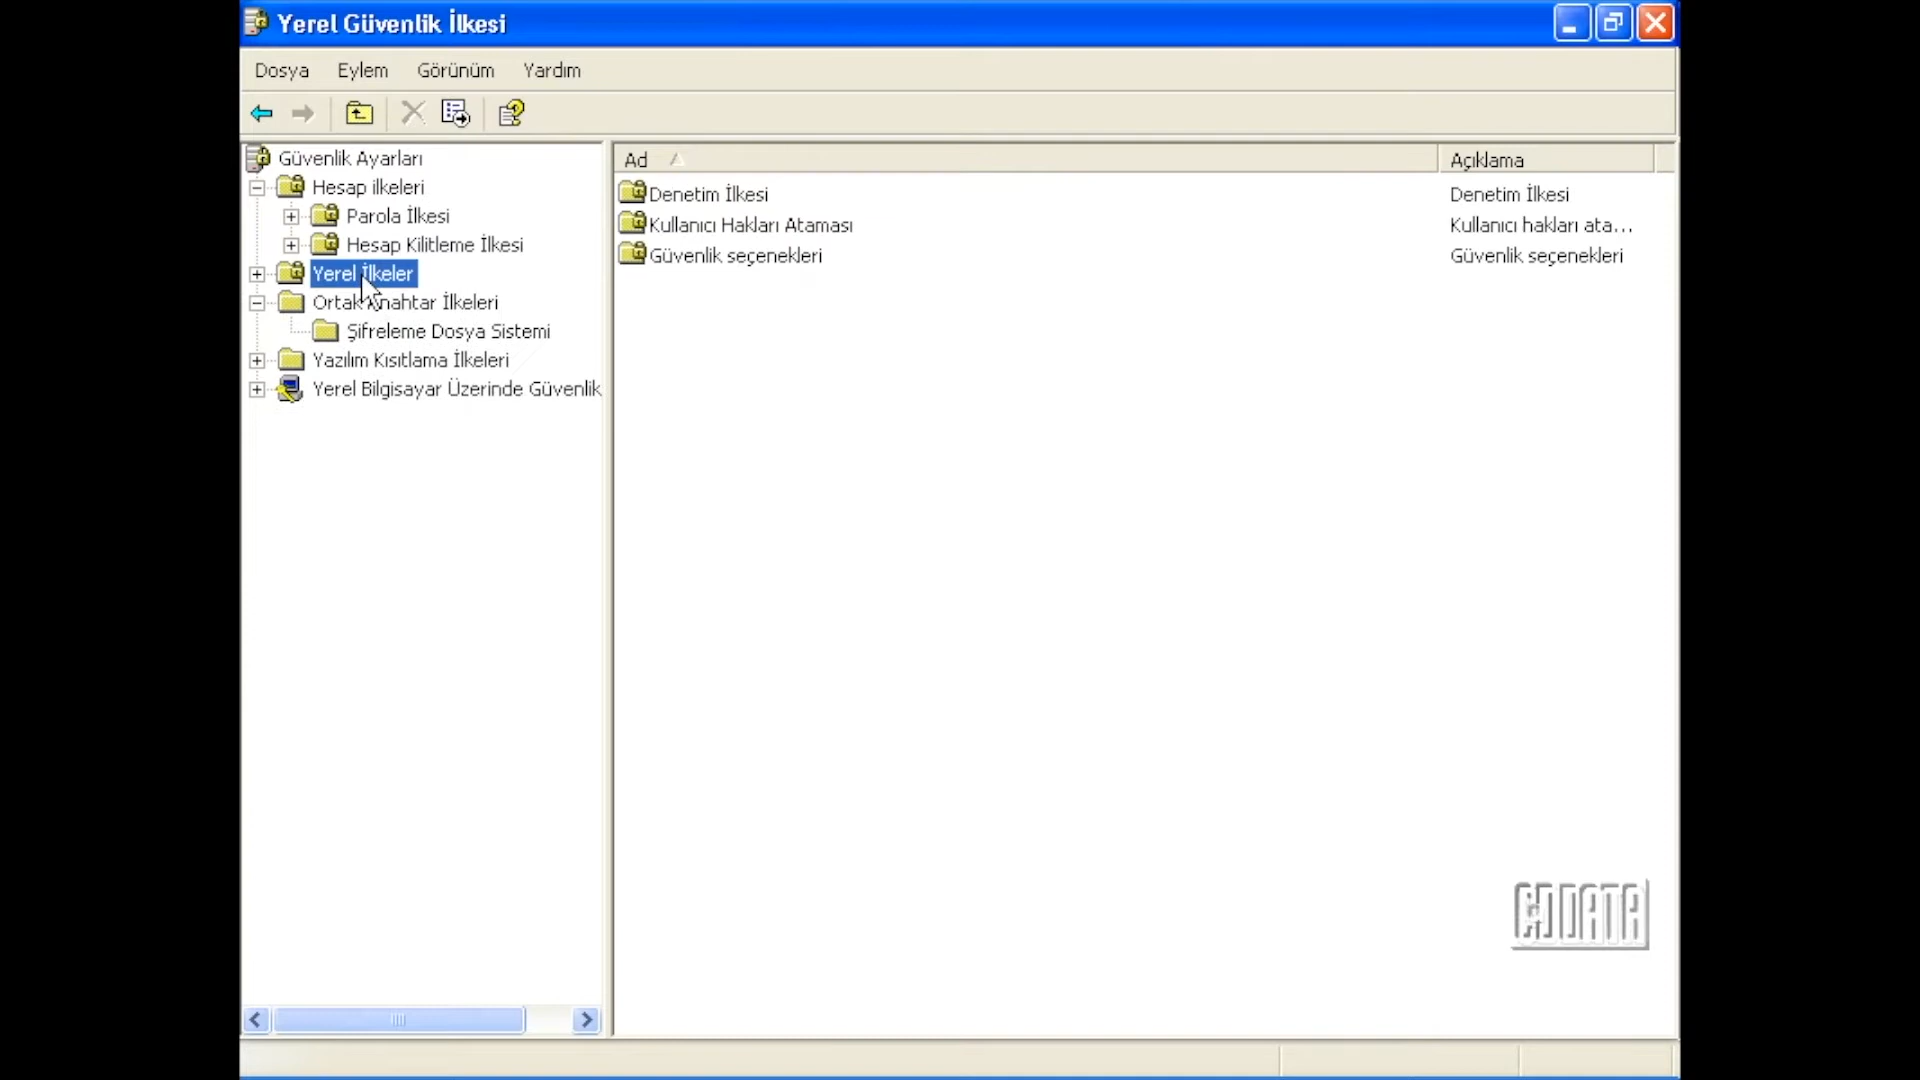 Yerel Güvenlik İlkesi
Dosya Eylem Görünüm Yardım
Güvenlik Ayarları
Hesap ilkeleri
Parola İlkesi
Hesap Kilitleme İlkesi
Yerel İlkeler
Ortak Anahtar İlkeleri
Şifreleme Dosya Sistemi
Yazılım Kısıtlama İlkeleri
Yerel Bilgisayar Üzerinde Güvenlik
Ad Açıklama
Denetim İlkesi Denetim İlkesi
Kullanıcı Hakları Ataması Kullanıcı hakları ata...
Güvenlik seçenekleri Güvenlik seçenekleri